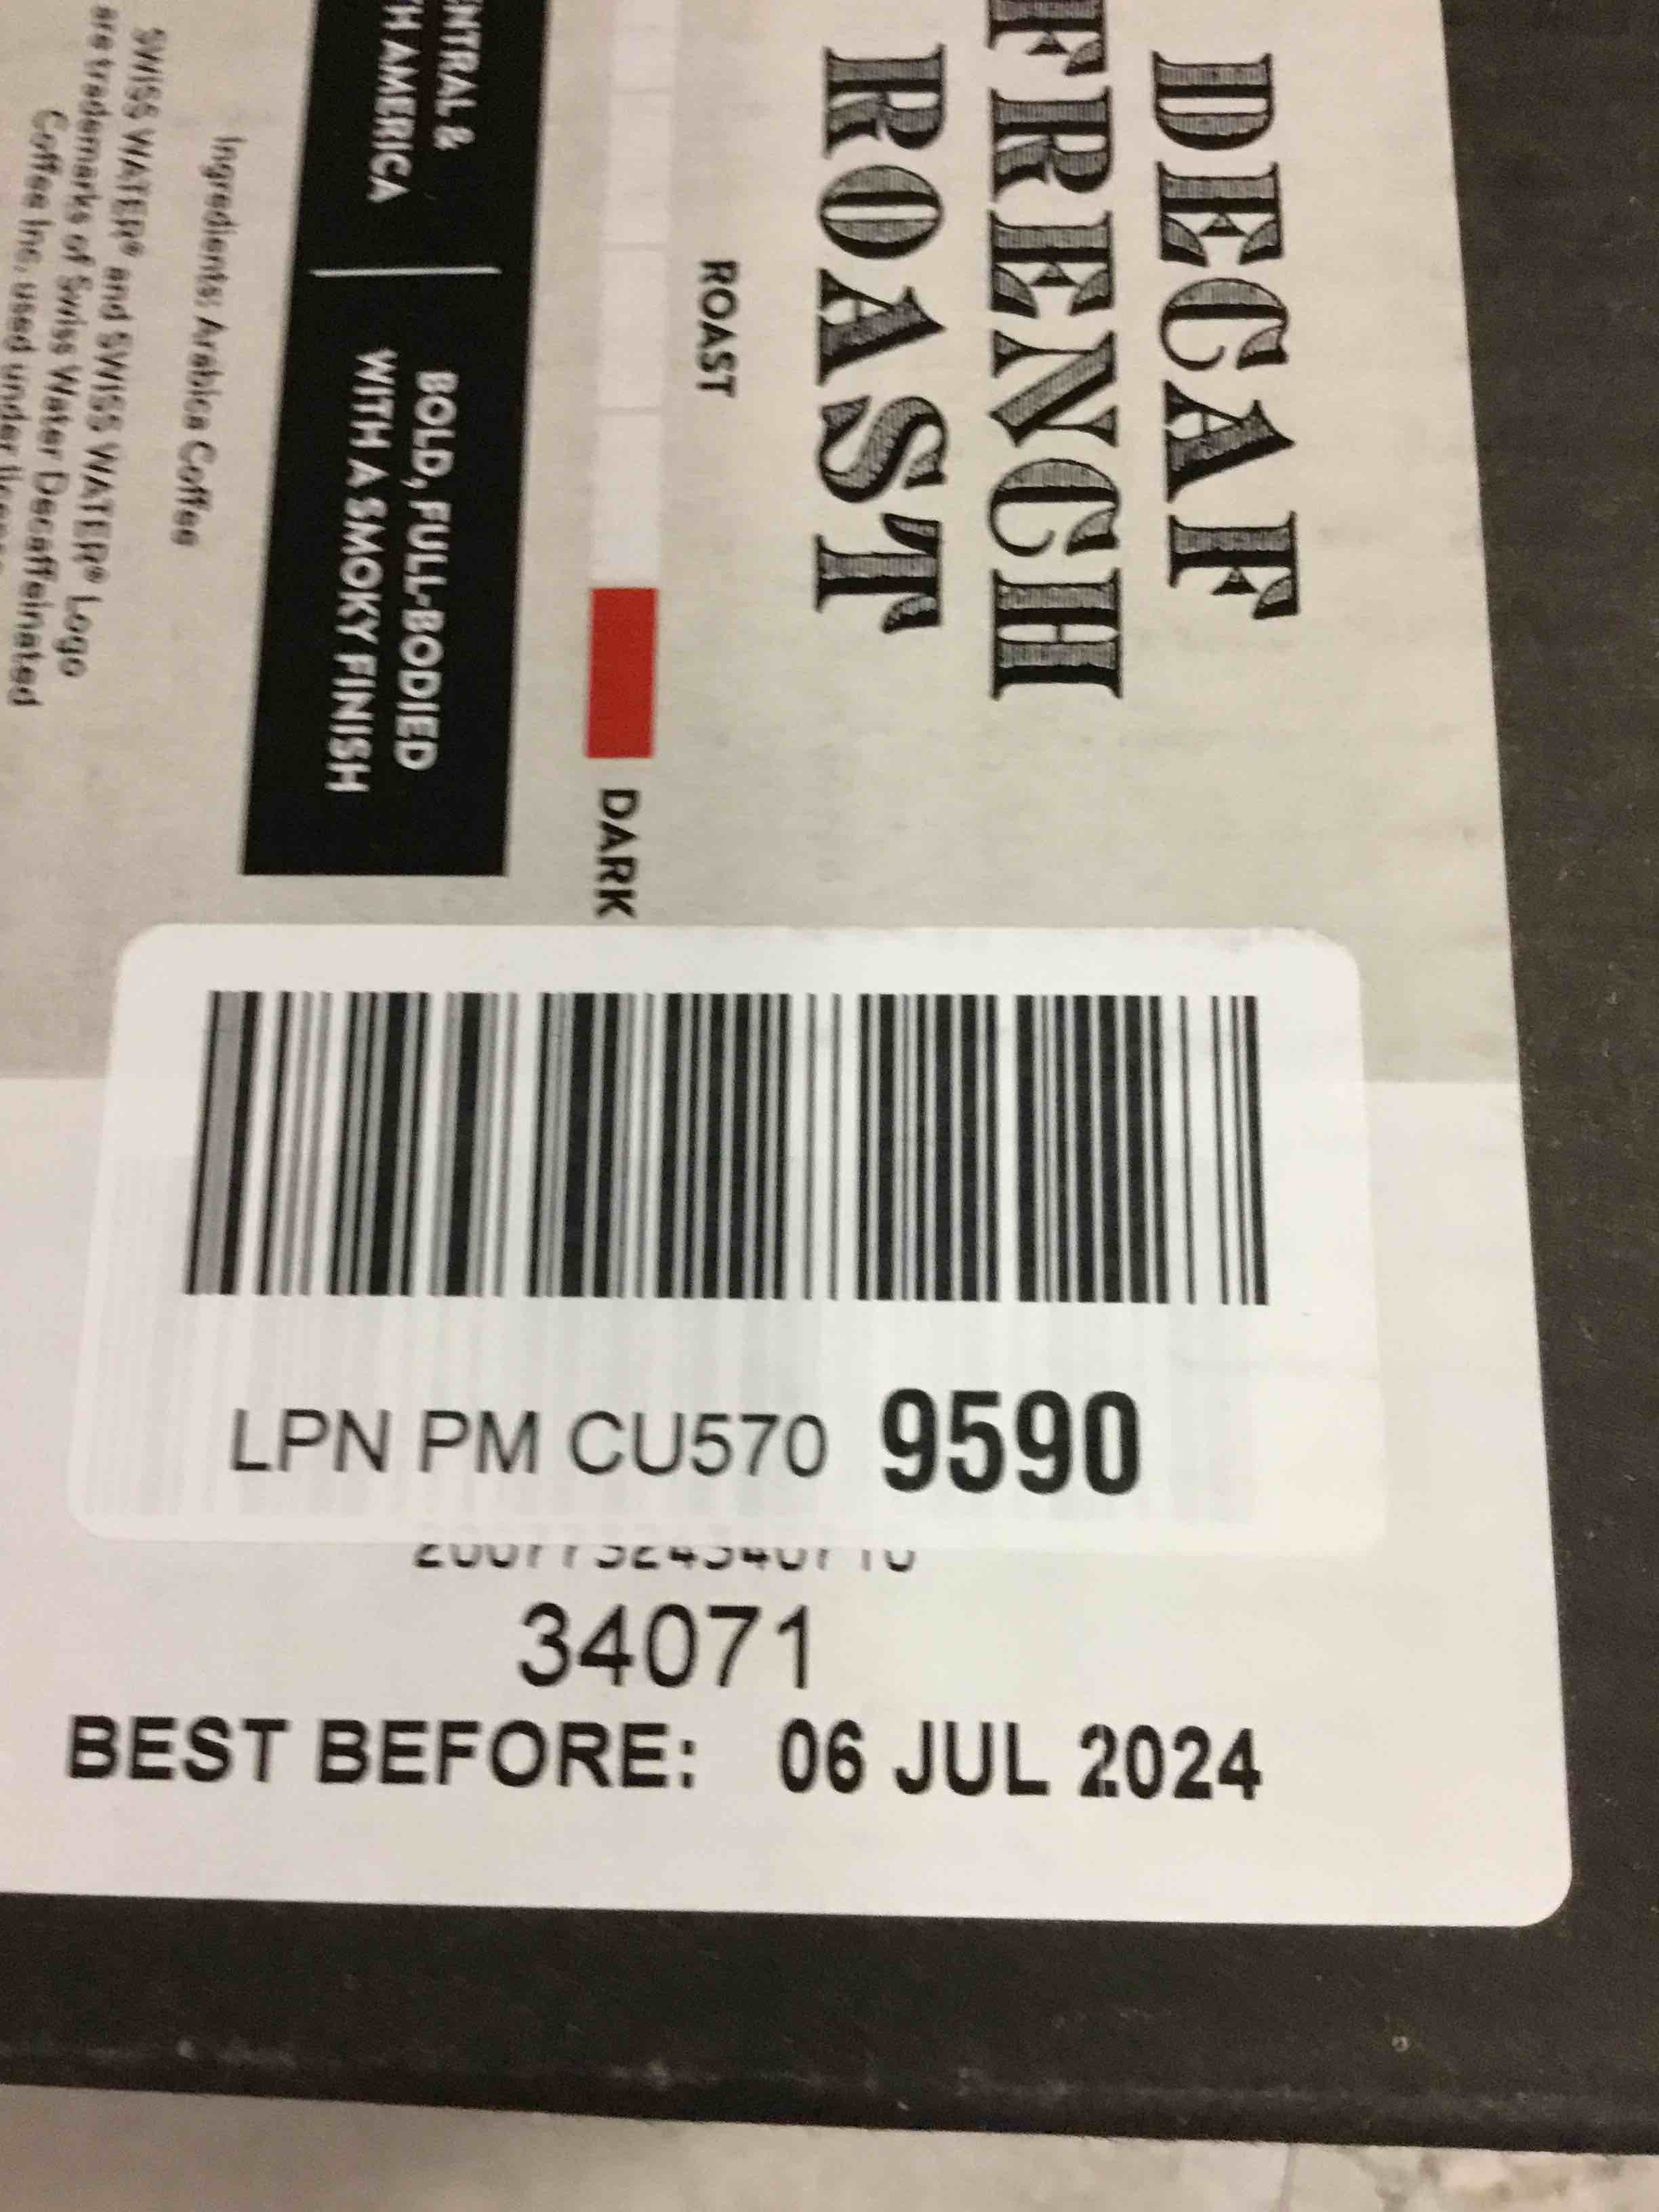 DECAF
FRENCH
ROAST
ROAST
DARK
& 
AMERICA
BOLD, FULL-BODIED
WITH A SMOKY FINISH
Ingredients: Arabica Coffee
SWISS WATER® and SWISS WATER® Logo
are trademarks of Swiss Water Decaffeinated
Coffee Inc. used under
LPN PM CU570 9590
34071
BEST BEFORE: 06 JUL 2024